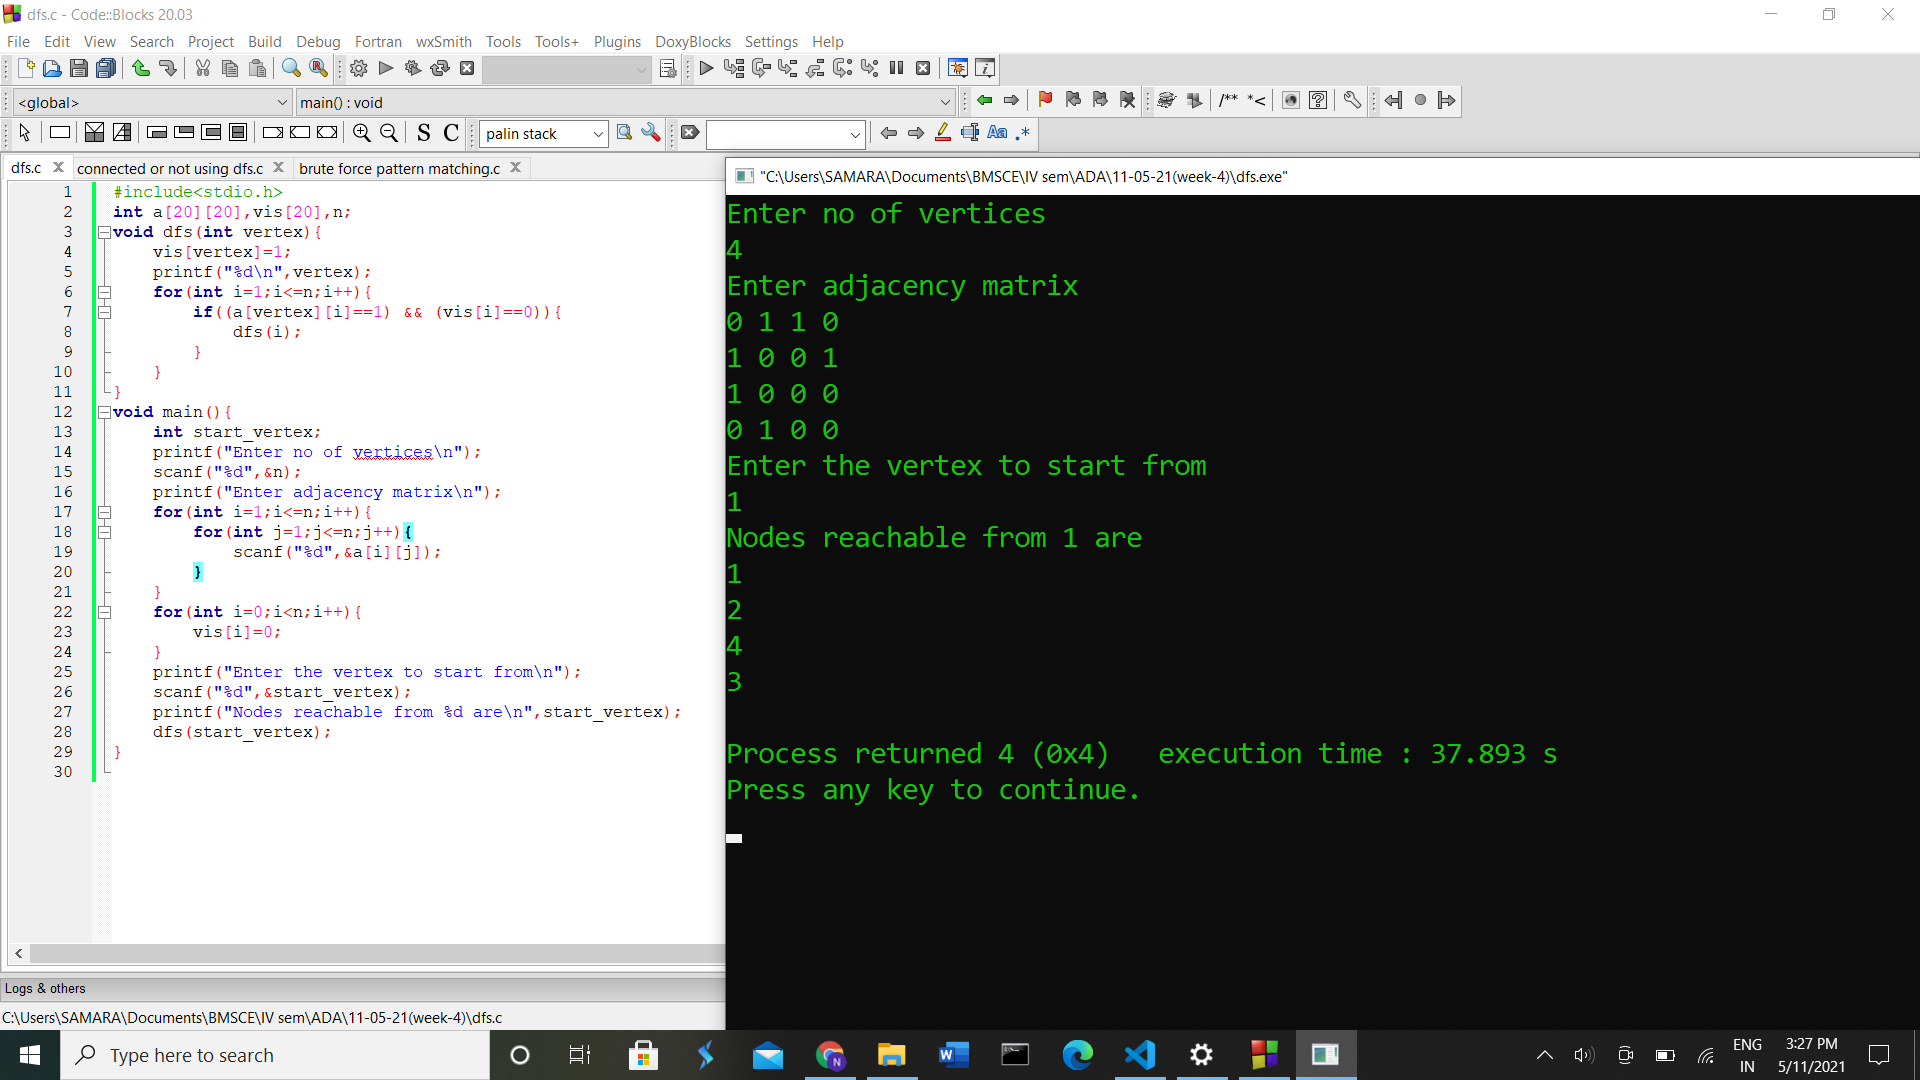 dfs.c - Code::Blocks 20.03
File Edit View Search Project Build Debug Fortran wxSmith Tools Tools+ Plugins DoxyBlocks Settings Help
<global> main() : void /** *<
S C palin stack Aa .*
dfs.c X connected or not using dfs.c X brute force pattern matching.c X
1 #include<stdio.h>
2 int a[20][20],vis[20],n;
3 void dfs(int vertex){
4 vis[vertex]=1;
5 printf("%d\n",vertex);
6 for(int i=1;i<=n;i++){
7 if((a[vertex][i]==1) && (vis[i]==0)){
8 dfs(i);
9 }
10 }
11 }
12 void main(){
13 int start_vertex;
14 printf("Enter no of vertices\n");
15 scanf("%d",&n);
16 printf("Enter adjacency matrix\n");
17 for(int i=1;i<=n;i++){
18 for(int j=1;j<=n;j++){
19 scanf("%d",&a[i][j]);
20 }
21 }
22 for(int i=0;i<n;i++){
23 vis[i]=0;
24 }
25 printf("Enter the vertex to start from\n");
26 scanf("%d",&start_vertex);
27 printf("Nodes reachable from %d are\n",start_vertex);
28 dfs(start_vertex);
29 }
30
"C:\Users\SAMARA\Documents\BMSCE\IV sem\ADA\11-05-21(week-4)\dfs.exe"
Enter no of vertices
4
Enter adjacency matrix
0 1 1 0
1 0 0 1
1 0 0 0
0 1 0 0
Enter the vertex to start from
1
Nodes reachable from 1 are
1
2
4
3
Process returned 4 (0x4) execution time : 37.893 s
Press any key to continue.
Logs & others
C:\Users\SAMARA\Documents\BMSCE\IV sem\ADA\11-05-21(week-4)\dfs.c
Type here to search
ENG
IN
3:27 PM
5/11/2021